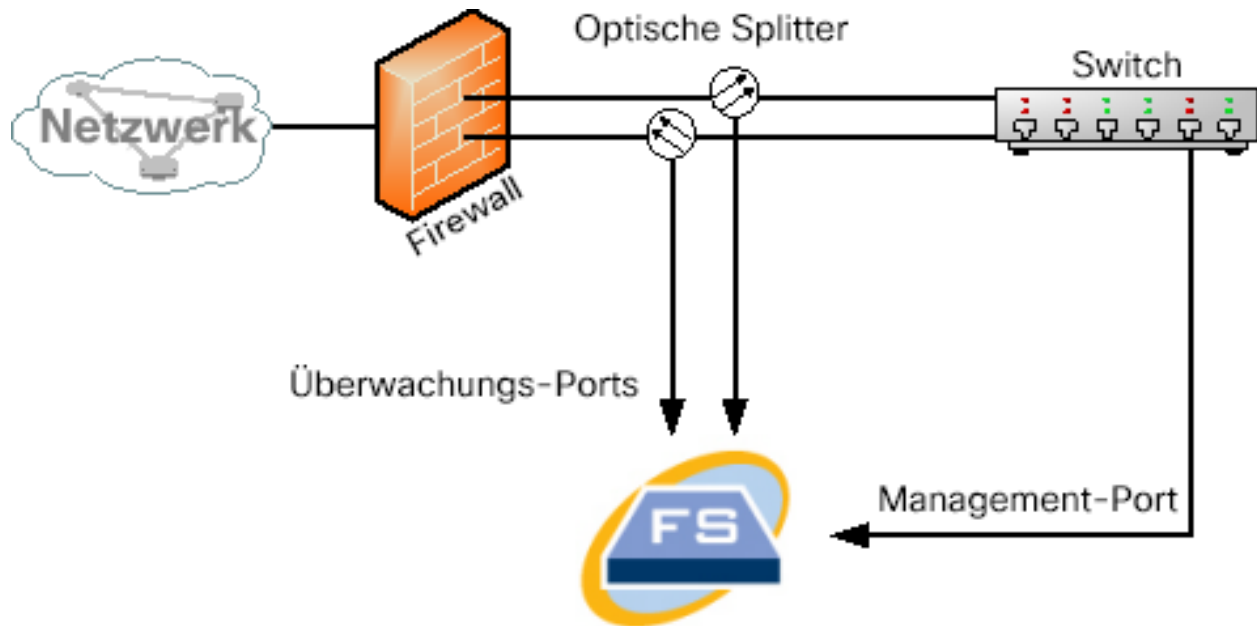 Optische Splitter
Switch
Netzwerk
Firewall
Überwachungs-Ports
Management-Port
FS